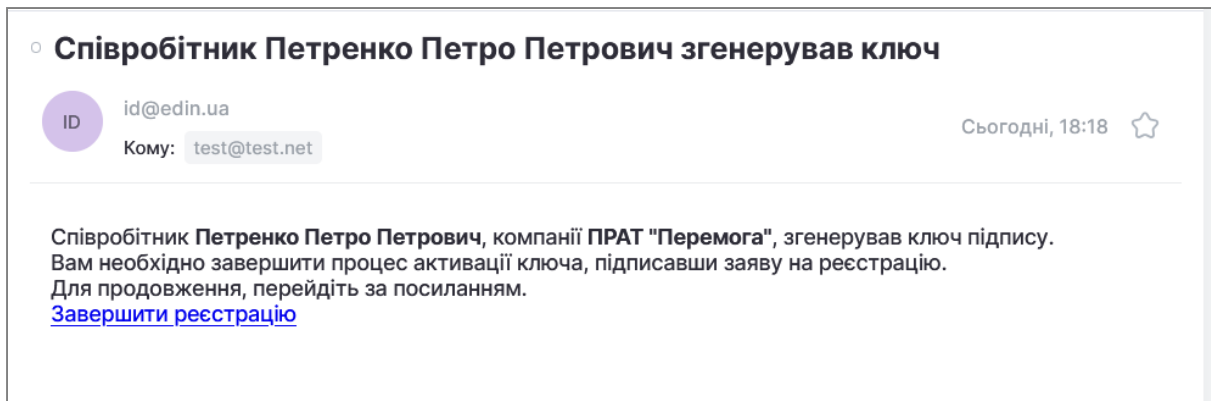 Співробітник Петренко Петро Петрович згенерував ключ
ID
id@edin.ua
Кому: test@test.net
Сьогодні, 18:18
Співробітник Петренко Петро Петрович, компанії ПРАТ "Перемога", згенерував ключ підпису.
Вам необхідно завершити процес активації ключа, підписавши заяву на реєстрацію.
Для продовження, перейдіть за посиланням.
Завершити реєстрацію